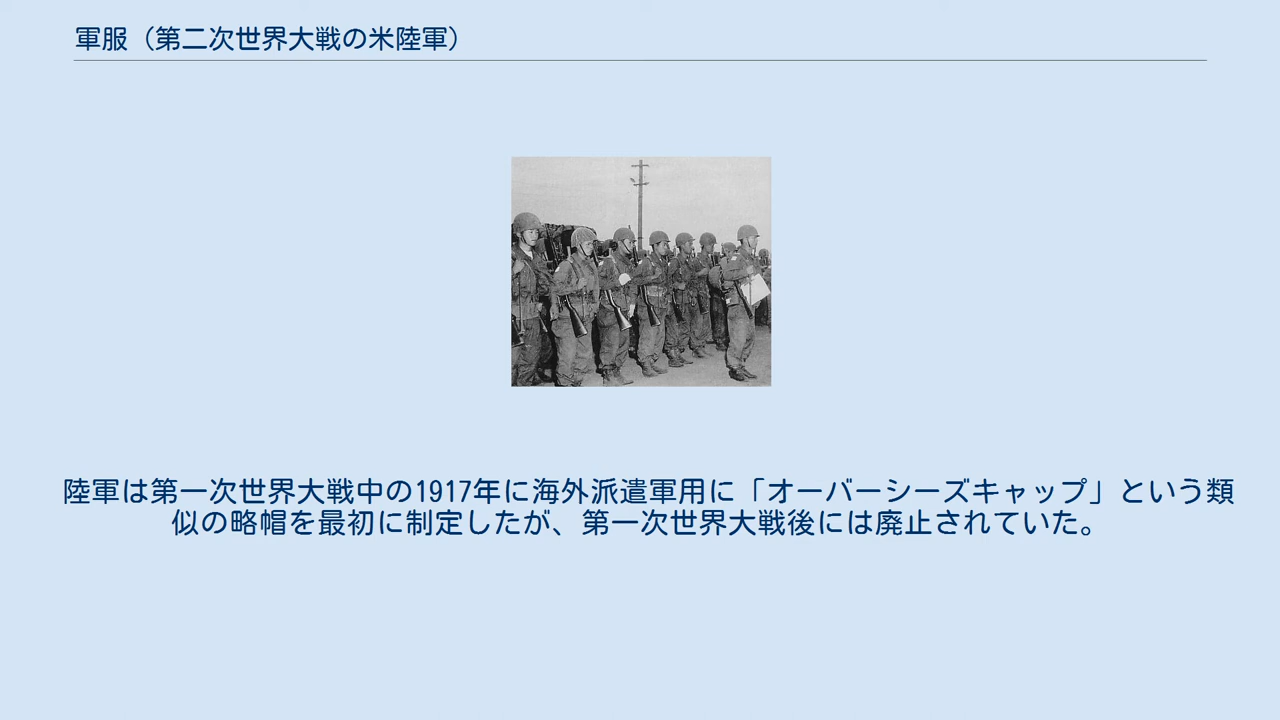 軍服（第二次世界大戦の米陸軍）
陸軍は第一次世界大戦中の1917年に海外派遣軍用に「オーバーシーズキャップ」という類
似の略帽を最初に制定したが、第一次世界大戦後には廃止されていた。